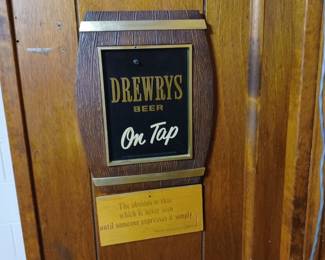 DREWRYS
BEER
On Tap
The obvious is that
which is never seen
until someone expresses it simply